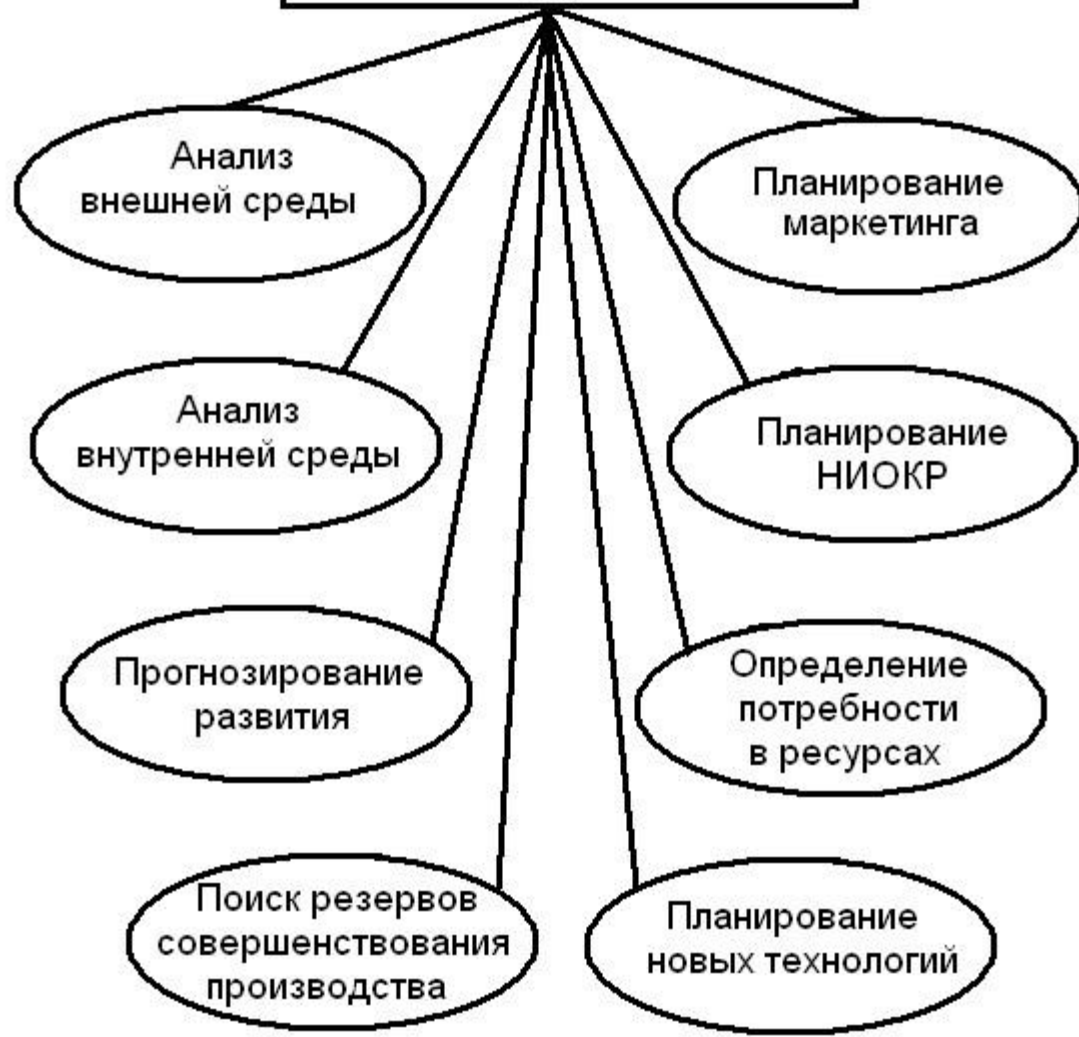 Анализ
внешней среды
Планирование
маркетинга
Анализ
внутренней среды
Планирование
НИОКР
Прогнозирование
развития
Определение
потребности
в ресурсах
Поиск резервов
совершенствования
производства
Планирование
новых технологий